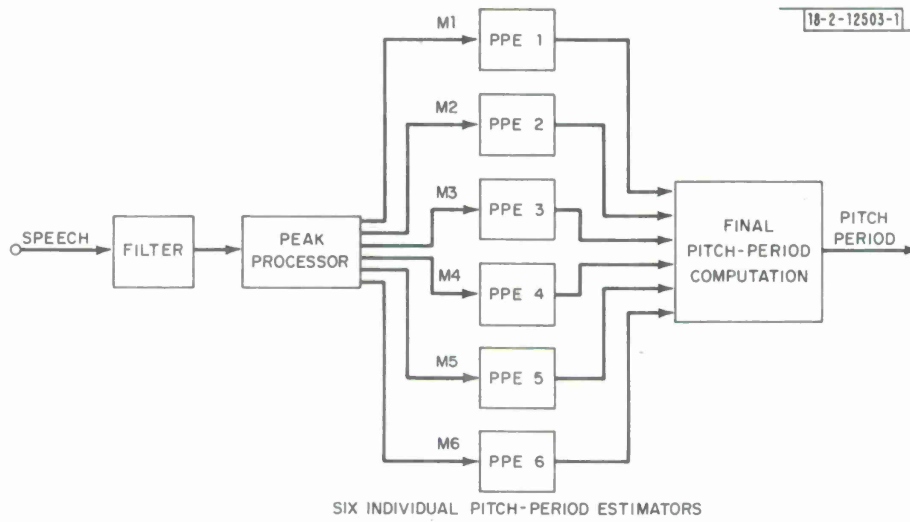 18-2-12503-1
M1
PPE 1
M2
PPE 2
M3
PPE 3
SPEECH
FILTER
PEAK
PROCESSOR
M4
PPE 4
FINAL
PITCH-PERIOD
COMPUTATION
PITCH
PERIOD
M5
PPE 5
M6
PPE 6
SIX INDIVIDUAL PITCH-PERIOD ESTIMATORS